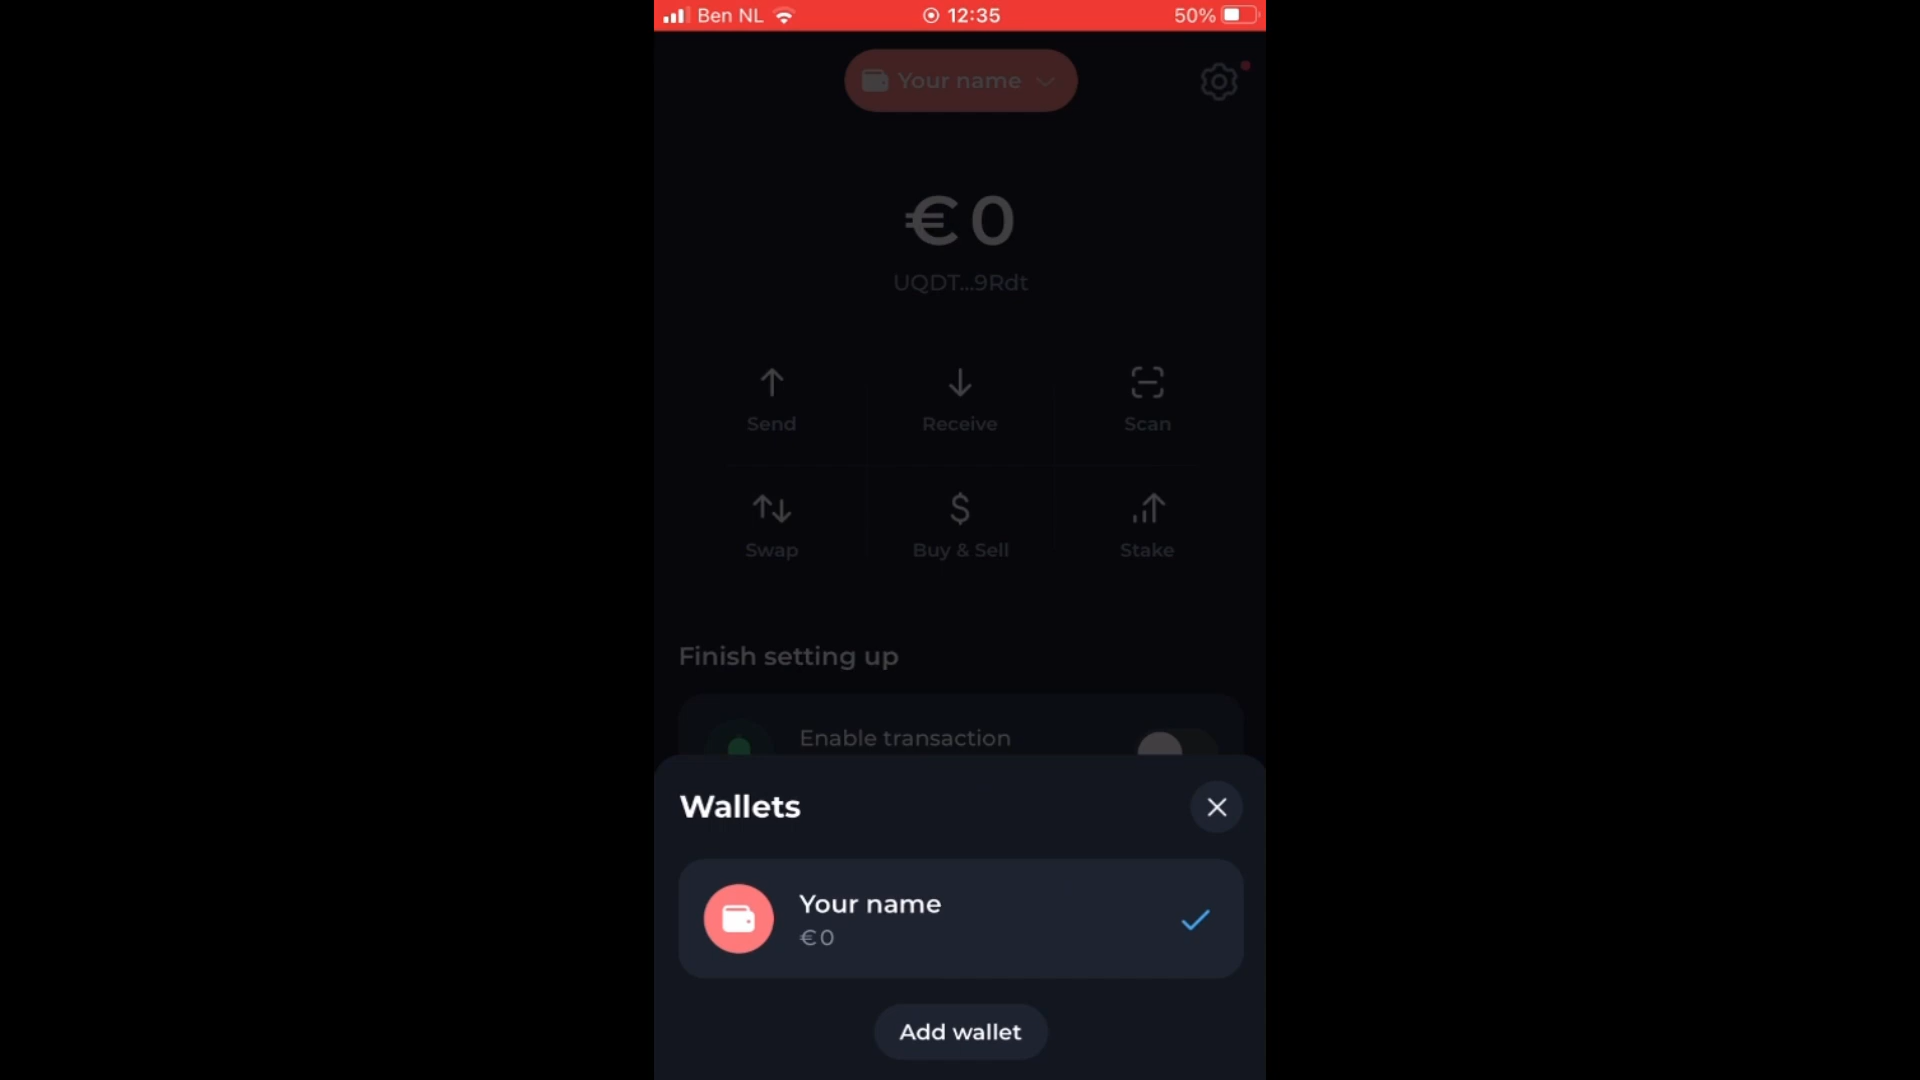 Ben NL 12:35 50%
Your name
€ 0
UQDT...9Rdt
Send Receive Scan
Swap Buy & Sell Stake
Finish setting up
Enable transaction
Wallets
Your name
€ 0
Add wallet